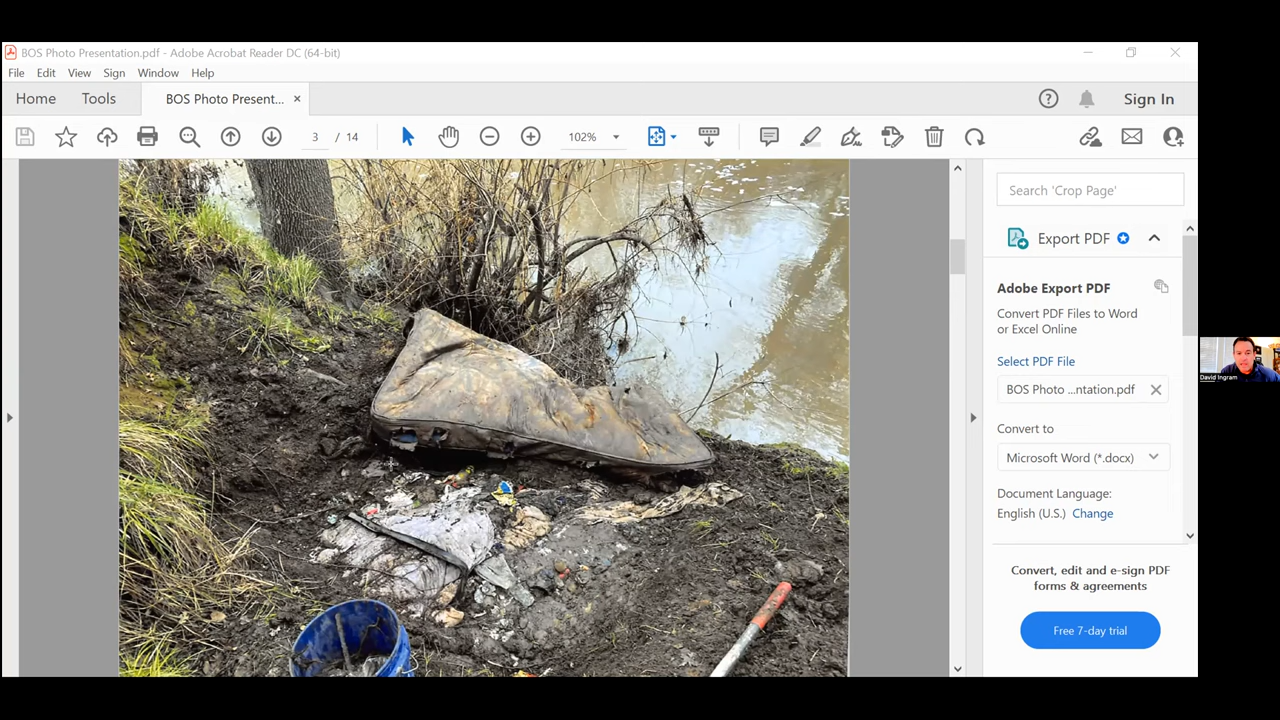 BOS Photo Presentation.pdf - Adobe Acrobat Reader DC (64-bit)
File Edit View Sign Window Help
Home Tools BOS Photo Present... Sign In
3 / 14 102%
Search 'Crop Page'
Export PDF
Adobe Export PDF
Convert PDF Files to Word
or Excel Online
Select PDF File
BOS Photo ...ntation.pdf
Convert to
Microsoft Word (*.docx)
Document Language:
English (U.S.) Change
Convert, edit and e-sign PDF
forms & agreements
Free 7-day trial
David Ingram